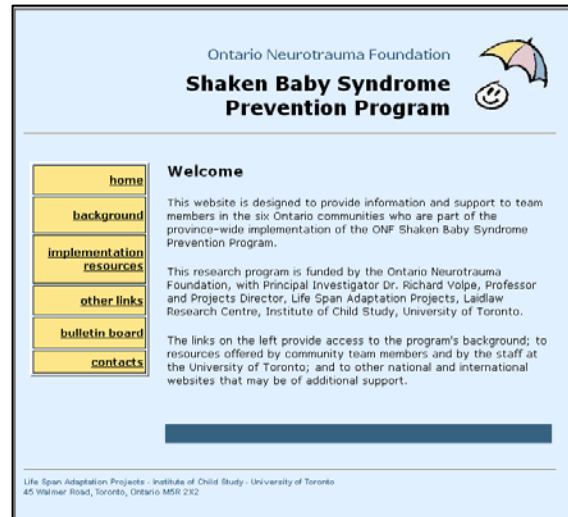 Ontario Neurotrauma Foundation
Shaken Baby Syndrome
Prevention Program
home
background
implementation
resources
other links
bulletin board
contacts
Welcome
This website is designed to provide information and support to team
members in the six Ontario communities who are part of the
province-wide implementation of the ONF Shaken Baby Syndrome
Prevention Program.
This research program is funded by the Ontario Neurotrauma
Foundation, with Principal Investigator Dr. Richard Volpe, Professor
and Projects Director, Life Span Adaptation Projects, Laidlaw
Research Centre, Institute of Child Study, University of Toronto.
The links on the left provide access to the program's background; to
resources offered by community team members and by the staff at
the University of Toronto; and to other national and international
websites that may be of additional support.
Life Span Adaptation Projects - Institute of Child Study - University of Toronto
45 Walmer Road, Toronto, Ontario M5R 2X2